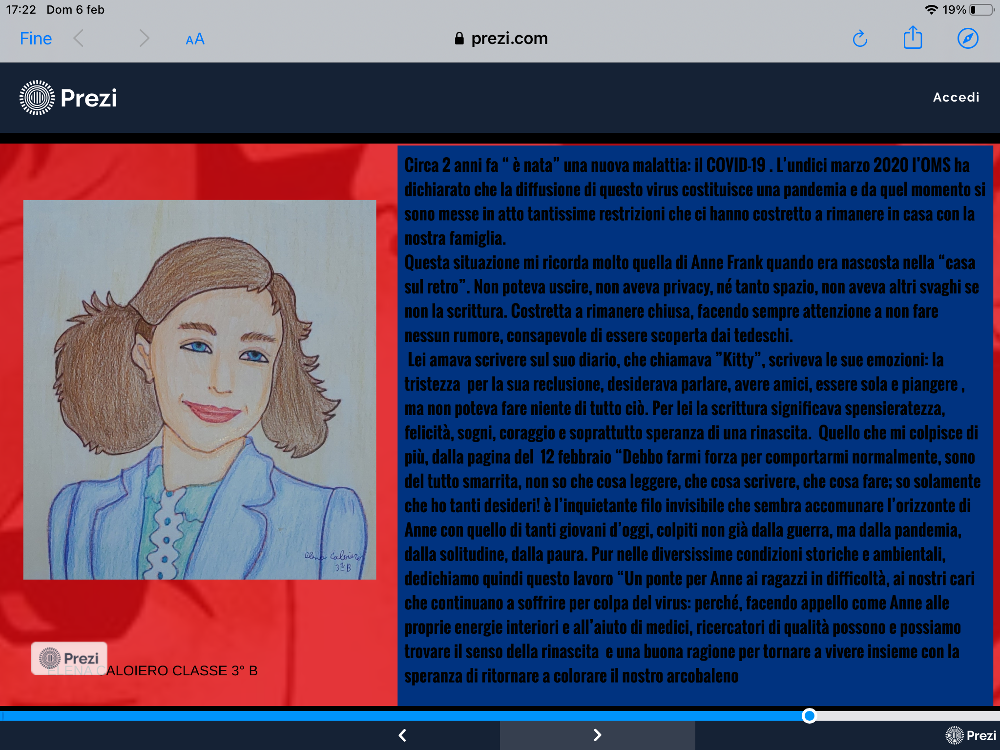 17:22 Dom 6 feb
19%
Fine
AA
prezi.com
Prezi
Accedi
Circa 2 anni fa “ è nata” una nuova malattia: il COVID-19 . L’undici marzo 2020 l’OMS ha
dichiarato che la diffusione di questo virus costituisce una pandemia e da quel momento si
sono messe in atto tantissime restrizioni che ci hanno costretto a rimanere in casa con la
nostra famiglia.
Questa situazione mi ricorda molto quella di Anne Frank quando era nascosta nella “casa
sul retro”. Non poteva uscire, non aveva privacy, né tanto spazio, non aveva altri svaghi se
non la scrittura. Costretta a rimanere chiusa, facendo sempre attenzione a non fare
nessun rumore, consapevole di essere scoperta dai tedeschi.
Lei amava scrivere sul suo diario, che chiamava ”Kitty”, scriveva le sue emozioni: la
tristezza per la sua reclusione, desiderava parlare, avere amici, essere sola e piangere ,
ma non poteva fare niente di tutto ciò. Per lei la scrittura significava spensieratezza,
felicità, sogni, coraggio e soprattutto speranza di una rinascita. Quello che mi colpisce di
più, dalla pagina del 12 febbraio “Debbo farmi forza per comportarmi normalmente, sono
del tutto smarrita, non so che cosa leggere, che cosa scrivere, che cosa fare; so solamente
che ho tanti desideri! è l’inquietante filo invisibile che sembra accomunare l’orizzonte di
Anne con quello di tanti giovani d’oggi, colpiti non già dalla guerra, ma dalla pandemia,
dalla solitudine, dalla paura. Pur nelle diversissime condizioni storiche e ambientali,
dedichiamo quindi questo lavoro “Un ponte per Anne ai ragazzi in difficoltà, ai nostri cari
che continuano a soffrire per colpa del virus: perché, facendo appello come Anne alle
proprie energie interiori e all’aiuto di medici, ricercatori di qualità possono e possiamo
trovare il senso della rinascita e una buona ragione per tornare a vivere insieme con la
speranza di ritornare a colorare il nostro arcobaleno
Elena Caloiero
3ª B
Prezi
ELENA CALOIERO CLASSE 3° B
Prezi